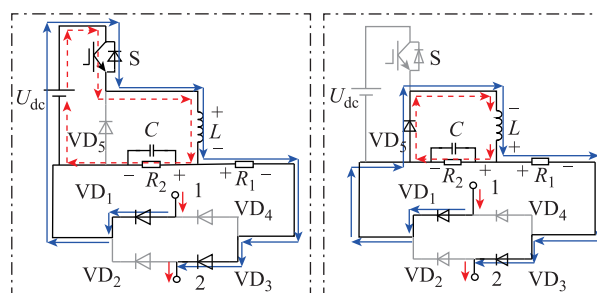 S
U_dc
+
L
−
VD_5
C
− R_2 +
+ R_1 −
1
VD_1
VD_4
VD_2
2
VD_3
S
U_dc
−
L
+
VD_5
C
− R_2 +
+ R_1 −
1
VD_1
VD_4
VD_2
2
VD_3